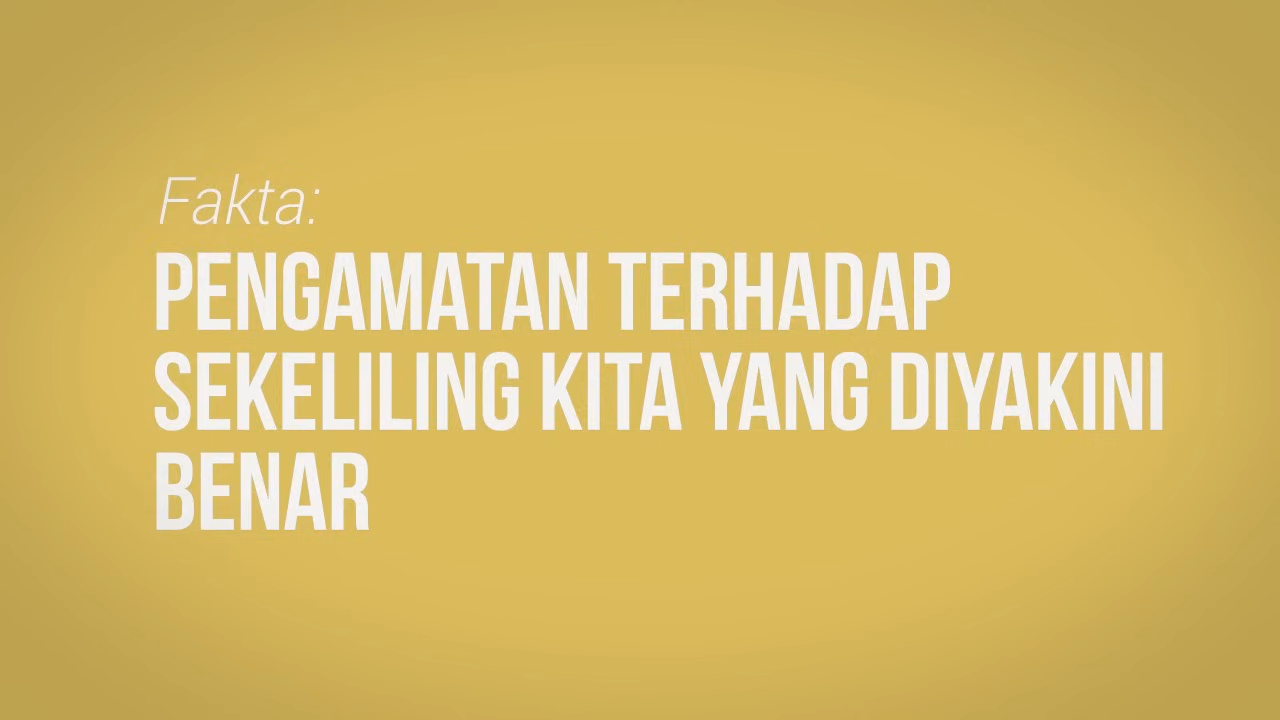 Fakta:
PENGAMATAN TERHADAP
SEKELILING KITA YANG DIYAKINI
BENAR